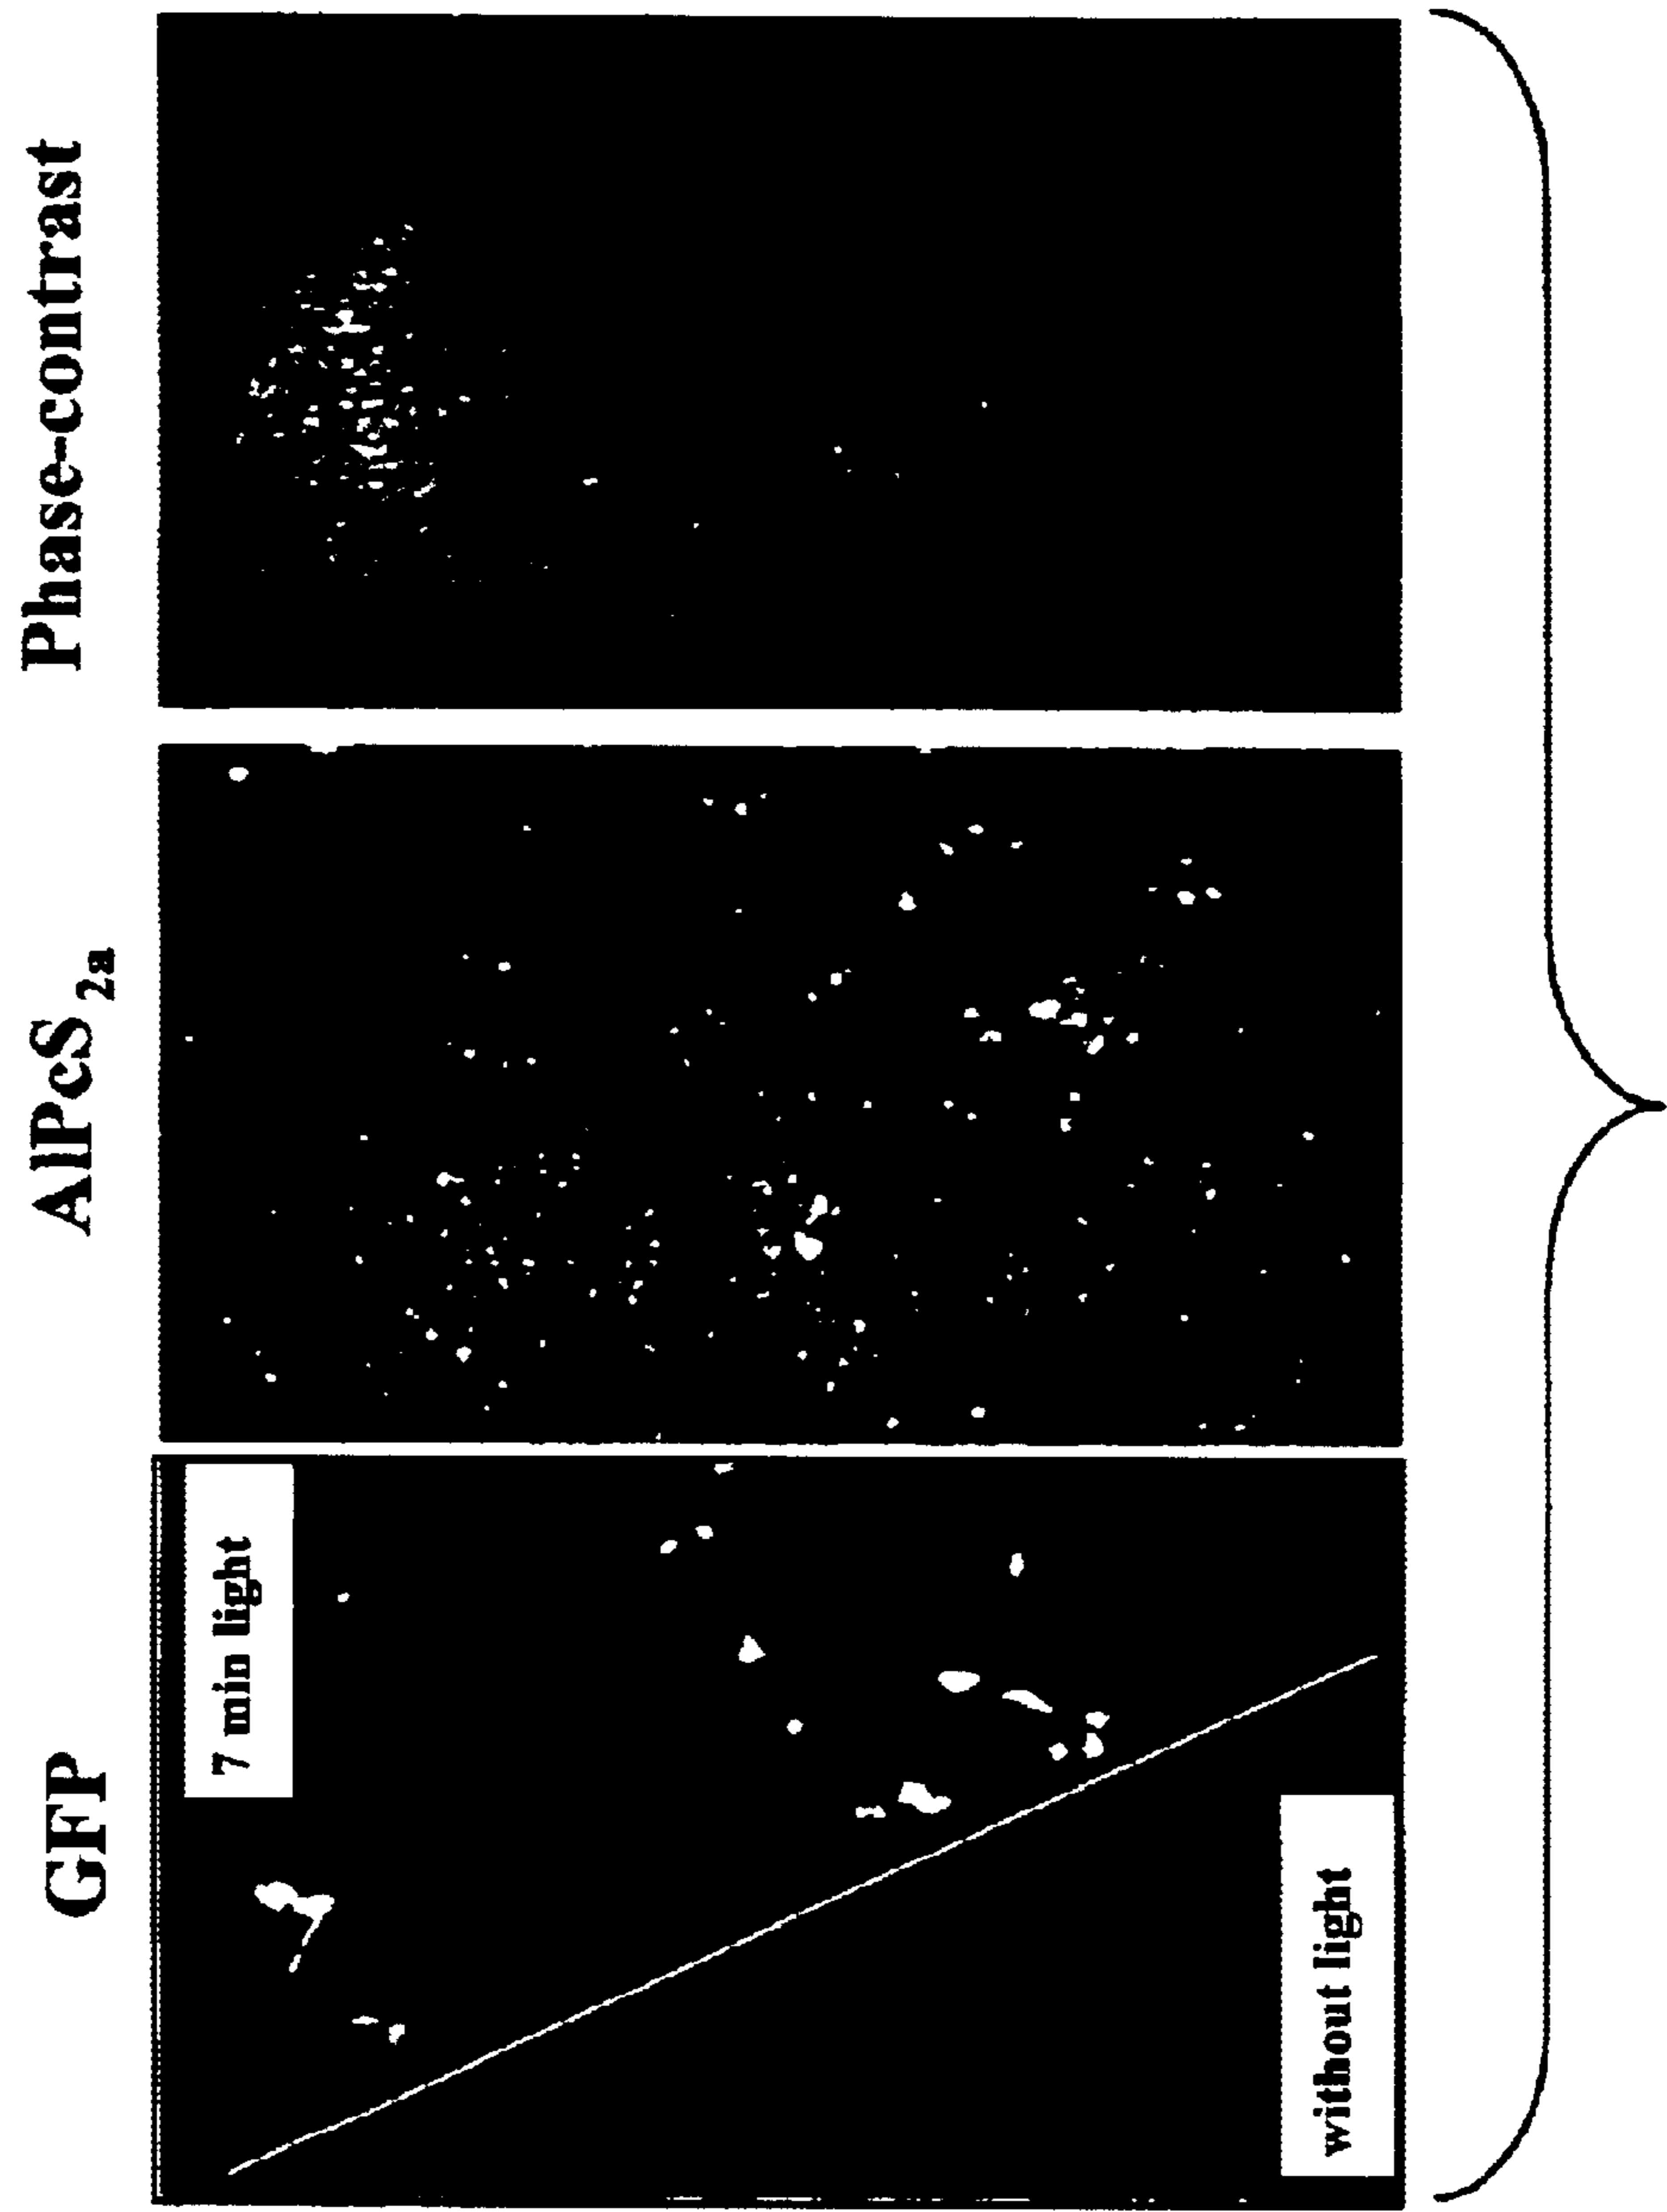 GFP
AlPcS₂ₐ
Phase-contrast
7 min light
without light